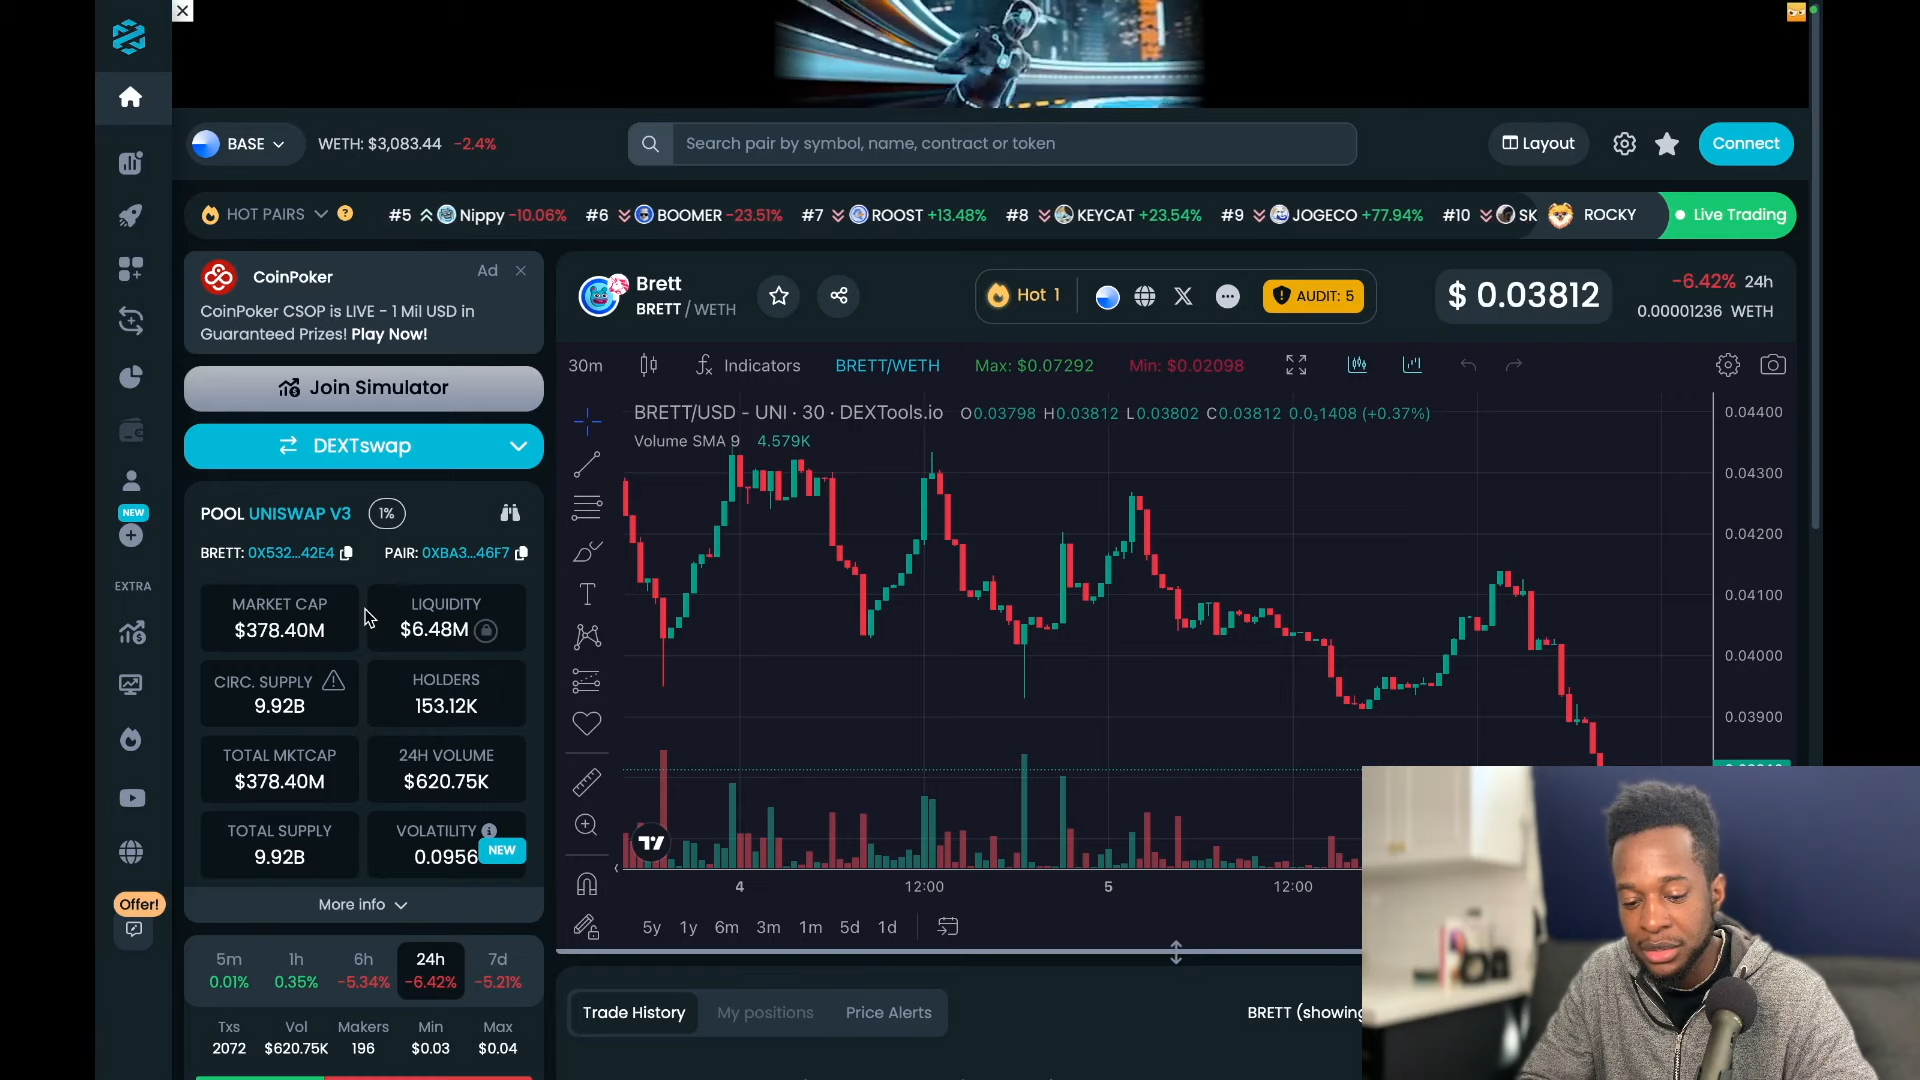 BASE
WETH: $3,083.44 -2.4%
Search pair by symbol, name, contract or token
Layout
Connect
HOT PAIRS ?
#5 Nippy -10.06%
#6 BOOMER -23.51%
#7 ROOST +13.48%
#8 KEYCAT +23.54%
#9 JOGECO +77.94%
#10 SK
ROCKY
Live Trading
CoinPoker
Ad
CoinPoker CSOP is LIVE - 1 Mil USD in
Guaranteed Prizes! Play Now!
Join Simulator
DEXTswap
POOL UNISWAP V3 1%
BRETT: 0X532...42E4
PAIR: 0XBA3...46F7
MARKET CAP
$378.40M
LIQUIDITY
$6.48M
CIRC. SUPPLY
9.92B
HOLDERS
153.12K
TOTAL MKTCAP
$378.40M
24H VOLUME
$620.75K
TOTAL SUPPLY
9.92B
VOLATILITY
0.0956
NEW
More info
5m 1h 6h 24h 7d
0.01% 0.35% -5.34% -6.42% -5.21%
Txs Vol Makers Min Max
2072 $620.75K 196 $0.03 $0.04
NEW
EXTRA
Offer!
Brett
BRETT / WETH
Hot 1
AUDIT: 5
$ 0.03812
-6.42% 24h
0.00001236 WETH
30m
Indicators
BRETT/WETH
Max: $0.07292
Min: $0.02098
BRETT/USD - UNI · 30 · DEXTools.io O0.03798 H0.03812 L0.03802 C0.03812 0.0₃1408 (+0.37%)
Volume SMA 9 4.579K
0.04400
0.04300
0.04200
0.04100
0.04000
0.03900
4 12:00 5 12:00
5y 1y 6m 3m 1m 5d 1d
Trade History
My positions
Price Alerts
BRETT (showing